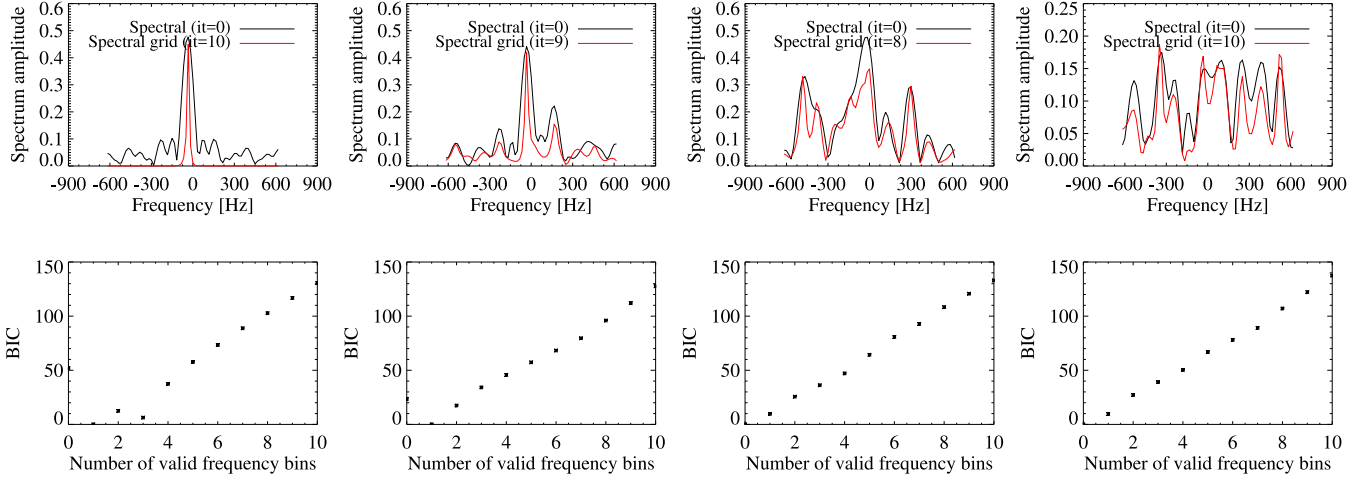 0.6 0.6 0.6
Spectral (it=0) Spectral (it=0) Spectral (it=0) Spectral (it=0)
0.5 0.5 0.5 0.20
Spectral grid (it=10) Spectral grid (it=9) Spectral grid (it=8) Spectral grid (it=10)
0.4 0.4 0.4 0.15
0.3 0.3 0.3 0.10
0.2 0.2 0.2
0.1 0.1 0.1 0.05
0.0 0.0 0.0 0.00
Spectrum amplitude Spectrum amplitude Spectrum amplitude Spectrum amplitude
-900 -600 -300 0 300 600 900 -900 -600 -300 0 300 600 900 -900 -600 -300 0 300 600 900 -900 -600 -300 0 300 600 900
Frequency [Hz] Frequency [Hz] Frequency [Hz] Frequency [Hz]
150 150 150 150
100 100 100 100
BIC BIC BIC BIC
50 50 50 50
0 0 0 0
0 2 4 6 8 10 0 2 4 6 8 10 0 2 4 6 8 10 0 2 4 6 8 10
Number of valid frequency bins Number of valid frequency bins Number of valid frequency bins Number of valid frequency bins